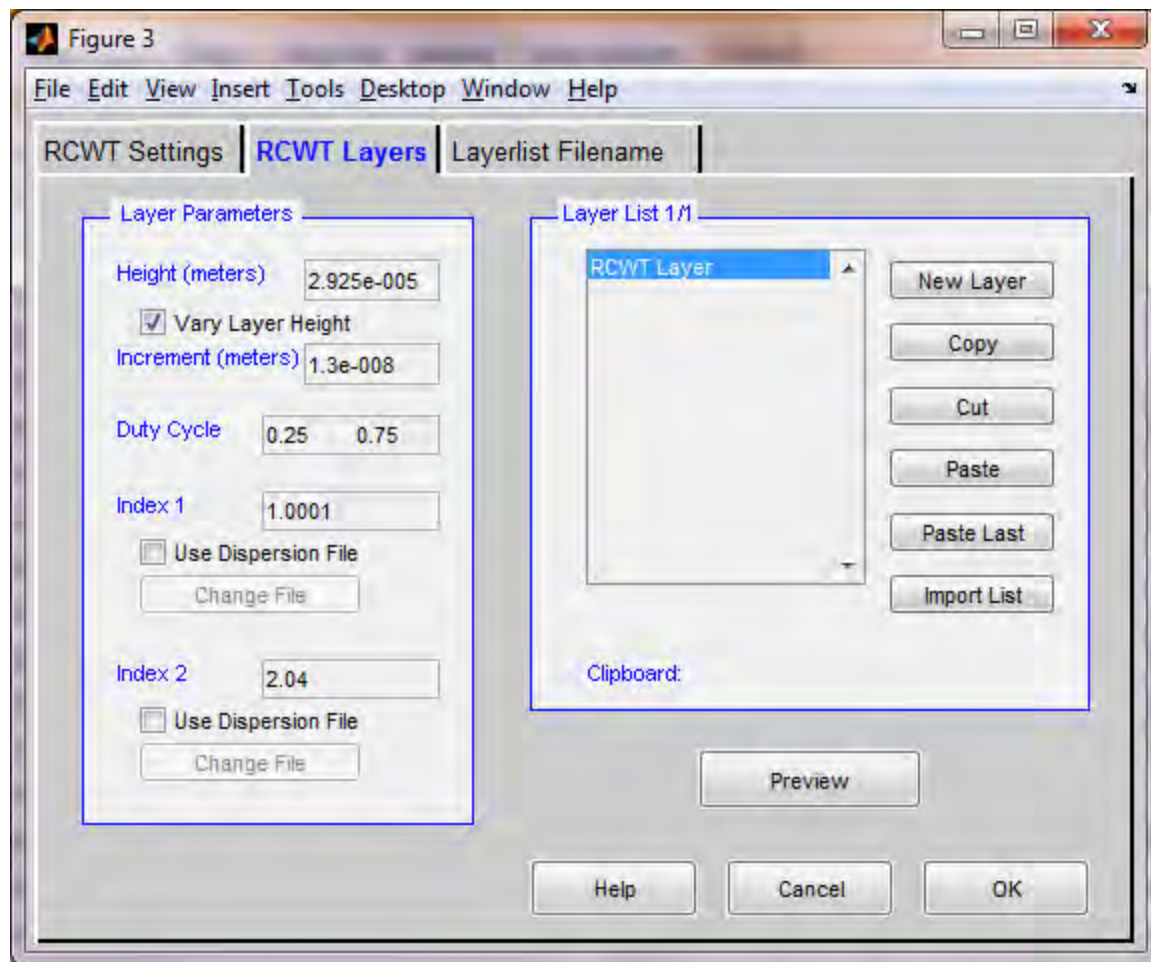 Figure 3
File Edit View Insert Tools Desktop Window Help
RCWT Settings RCWT Layers Layerlist Filename
Layer Parameters
Height (meters) 2.925e-005
Vary Layer Height
Increment (meters) 1.3e-008
Duty Cycle 0.25 0.75
Index 1 1.0001
Use Dispersion File
Change File
Index 2 2.04
Use Dispersion File
Change File
Layer List 1/1
RCWT Layer
New Layer
Copy
Cut
Paste
Paste Last
Import List
Clipboard:
Preview
Help Cancel OK